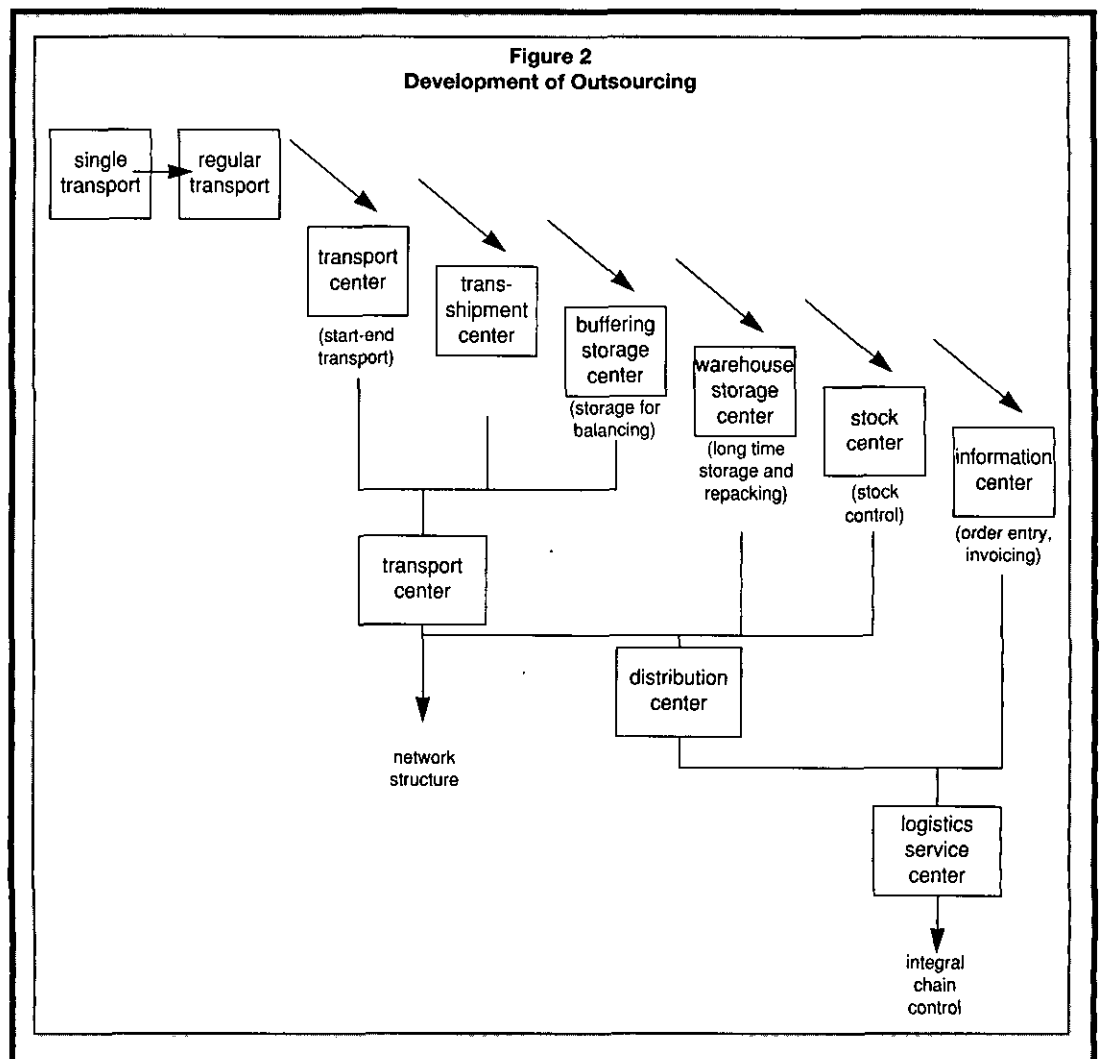 Figure 2
Development of Outsourcing
single
transport
regular
transport
transport
center
(start-end
transport)
trans-
shipment
center
buffering
storage
center
(storage for
balancing)
warehouse
storage
center
(long time
storage and
repacking)
stock
center
(stock
control)
information
center
(order entry,
invoicing)
transport
center
distribution
center
network
structure
logistics
service
center
integral
chain
control